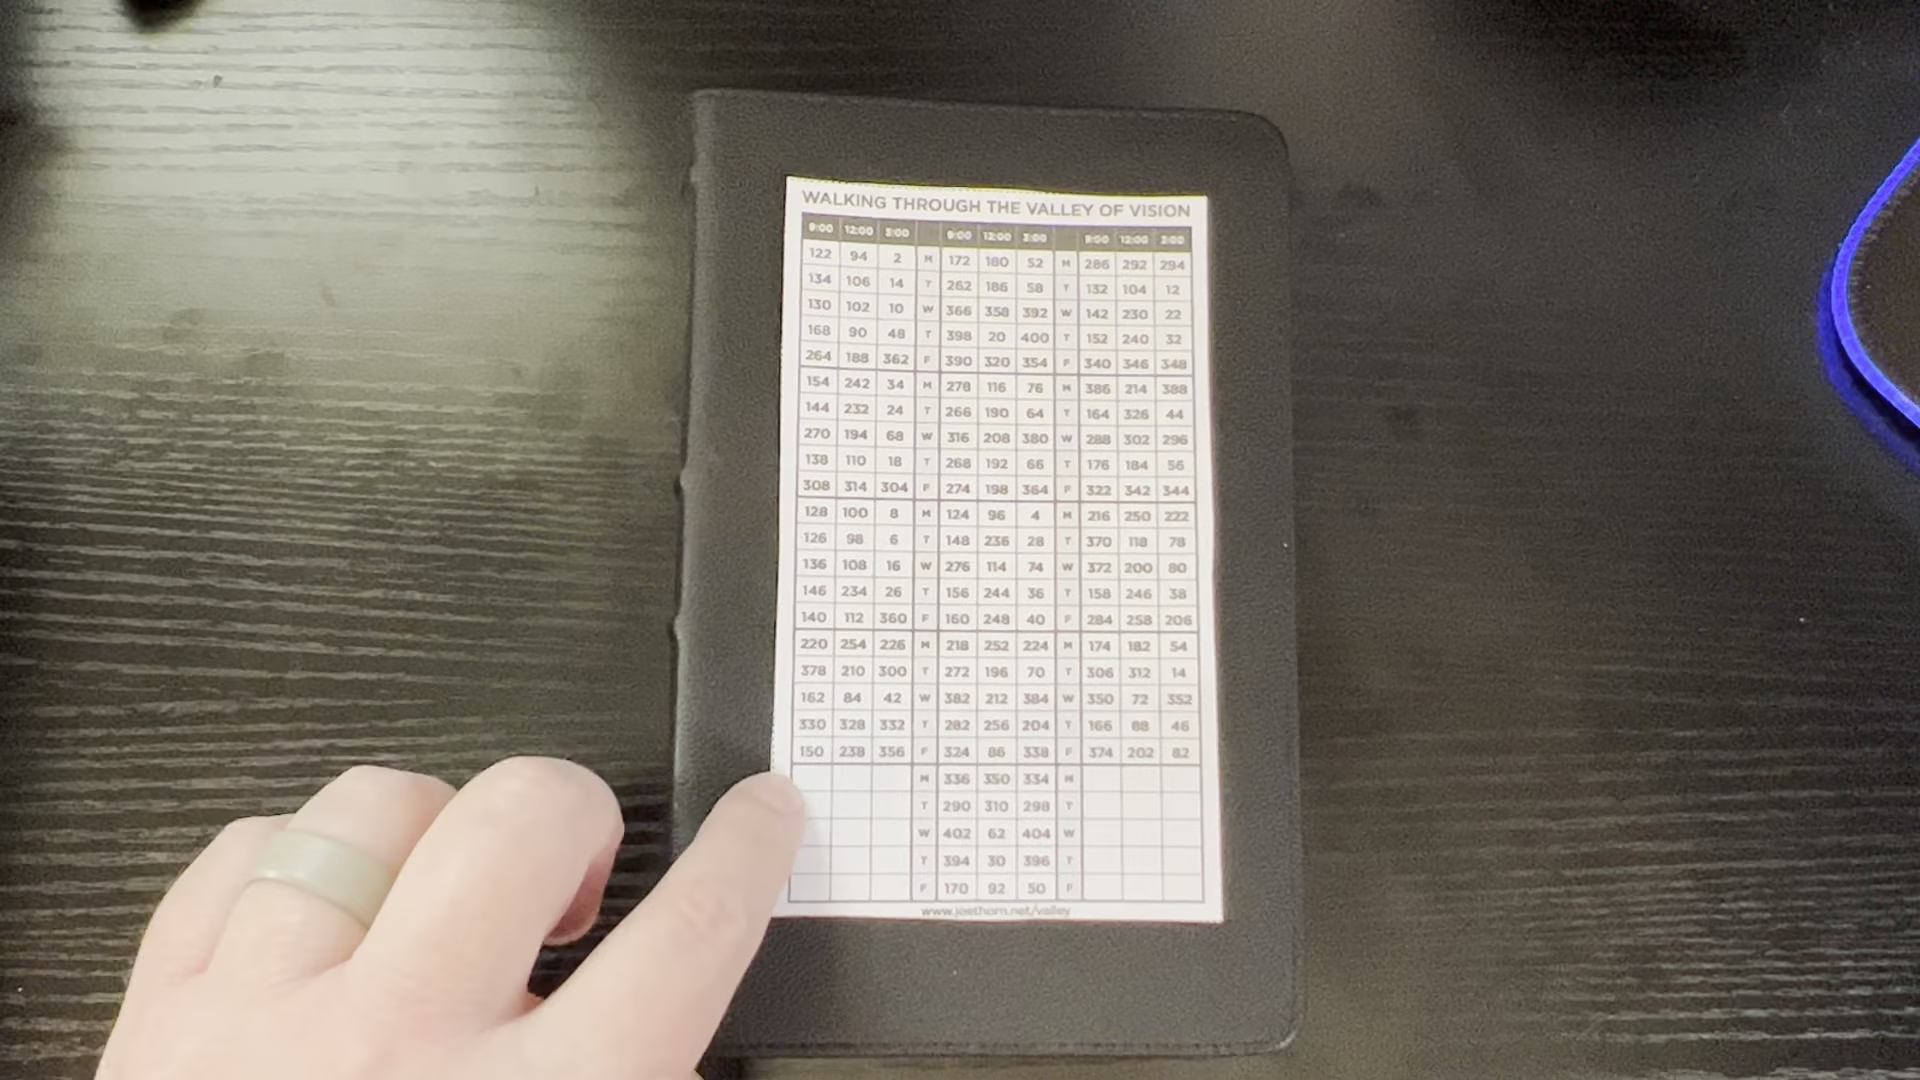 WALKING THROUGH THE VALLEY OF VISION
9:00 12:00 3:00 9:00 12:00 3:00 9:00 12:00 3:00
122 94 2 M 172 180 52 M 286 292 294
134 106 14 T 262 186 58 T 132 104 12
130 102 10 W 366 358 392 W 142 230 22
168 90 48 T 398 20 400 T 152 240 32
264 188 362 F 390 320 354 F 340 346 348
154 242 34 M 278 116 76 M 386 214 388
144 232 24 T 266 190 64 T 164 326 44
270 194 68 W 316 208 380 W 288 302 296
138 110 18 T 268 192 66 T 176 184 56
308 314 304 F 274 198 364 F 322 342 344
128 100 8 M 124 96 4 M 216 250 222
126 98 6 T 148 236 28 T 370 118 78
136 108 16 W 276 114 74 W 372 200 80
146 234 26 T 156 244 36 T 158 246 38
140 112 360 F 160 248 40 F 284 258 206
220 254 226 M 218 252 224 M 174 182 54
378 210 300 T 272 196 70 T 306 312 14
162 84 42 W 382 212 384 W 350 72 352
330 328 332 T 282 256 204 T 166 88 46
150 238 356 F 324 86 338 F 374 202 82
M 336 350 334 M
T 290 310 298 T
W 402 62 404 W
T 394 30 396 T
F 170 92 50 F
www.joethorn.net/valley